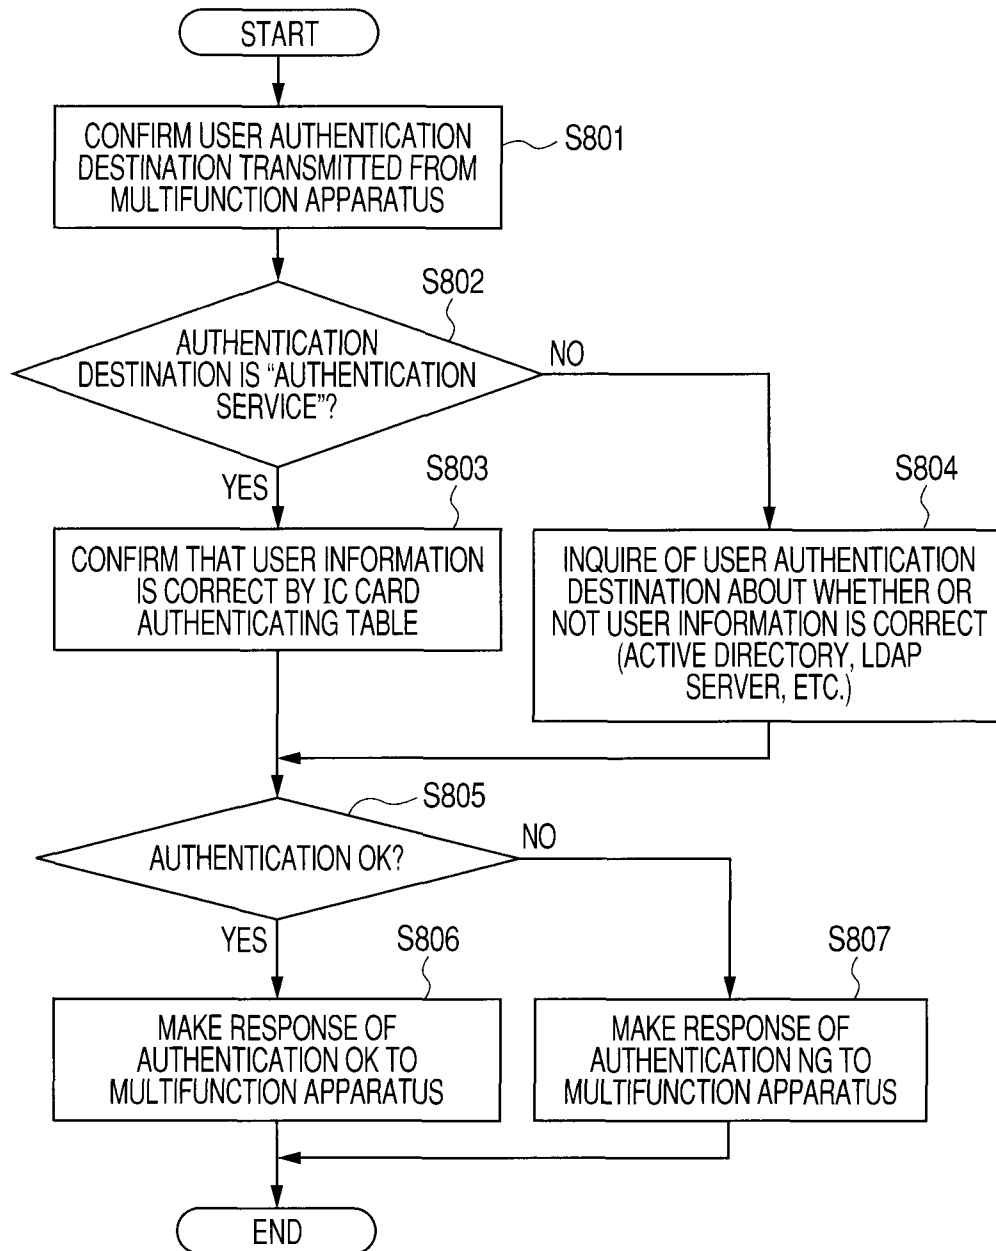 START
CONFIRM USER AUTHENTICATION
DESTINATION TRANSMITTED FROM
MULTIFUNCTION APPARATUS
S801
S802
AUTHENTICATION
DESTINATION IS “AUTHENTICATION
SERVICE”?
NO
YES
S803
CONFIRM THAT USER INFORMATION
IS CORRECT BY IC CARD
AUTHENTICATING TABLE
S804
INQUIRE OF USER AUTHENTICATION
DESTINATION ABOUT WHETHER OR
NOT USER INFORMATION IS CORRECT
(ACTIVE DIRECTORY, LDAP
SERVER, ETC.)
S805
AUTHENTICATION OK?
NO
YES
S806
MAKE RESPONSE OF
AUTHENTICATION OK TO
MULTIFUNCTION APPARATUS
S807
MAKE RESPONSE OF
AUTHENTICATION NG TO
MULTIFUNCTION APPARATUS
END